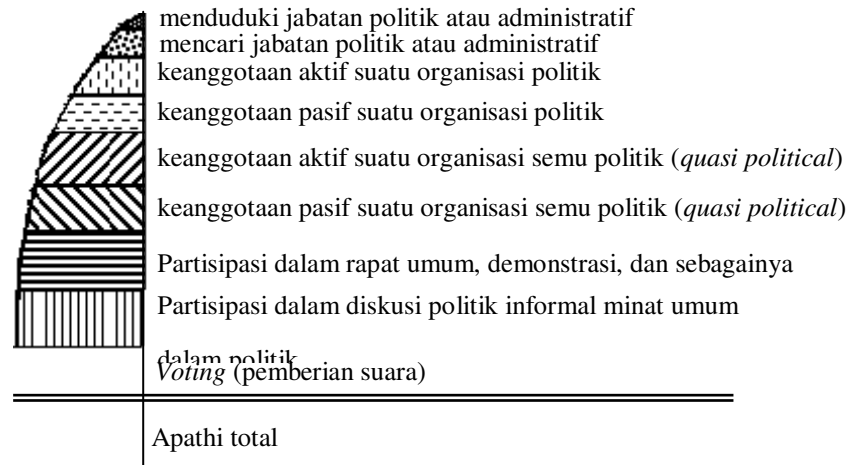 menduduki jabatan politik atau administratif
mencari jabatan politik atau administratif
keanggotaan aktif suatu organisasi politik
keanggotaan pasif suatu organisasi politik
keanggotaan aktif suatu organisasi semu politik (quasi political)
keanggotaan pasif suatu organisasi semu politik (quasi political)
Partisipasi dalam rapat umum, demonstrasi, dan sebagainya
Partisipasi dalam diskusi politik informal minat umum
dalam politik
Voting (pemberian suara)
Apathi total